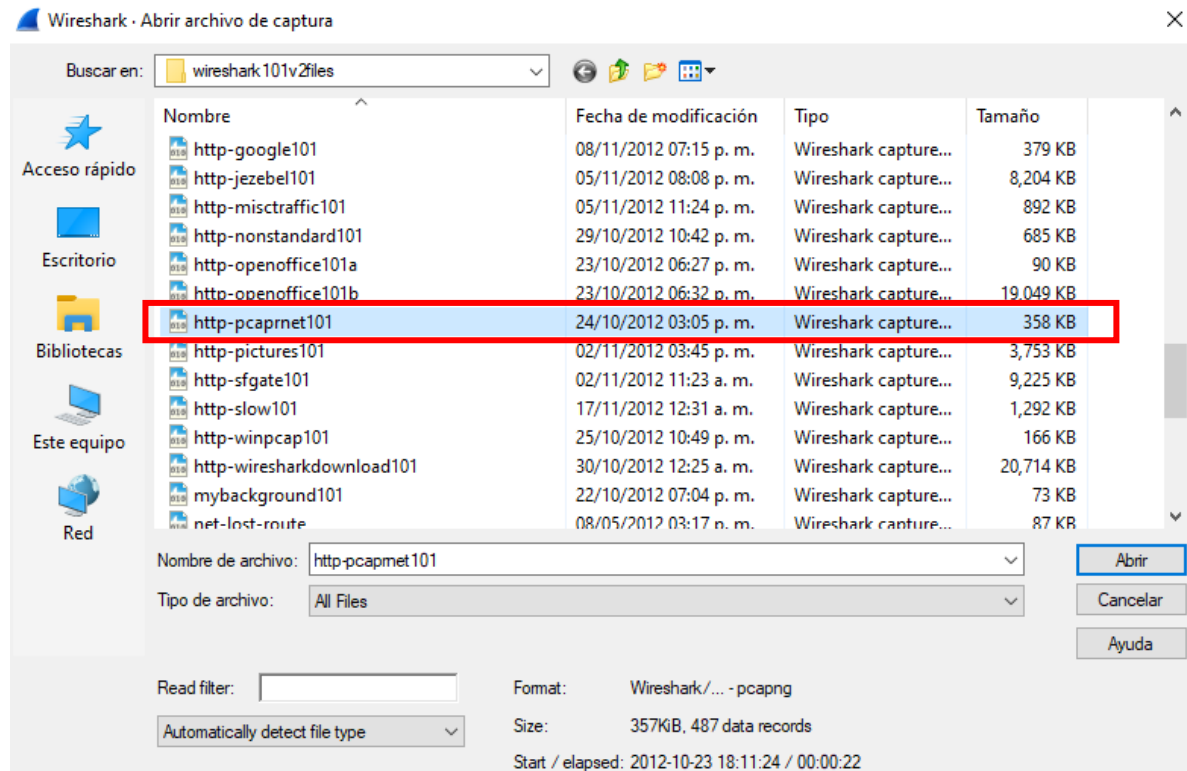 Wireshark · Abrir archivo de captura
Buscar en: wireshark101v2files
Nombre Fecha de modificación Tipo Tamaño
http-google101 08/11/2012 07:15 p. m. Wireshark capture... 379 KB
http-jezebel101 05/11/2012 08:08 p. m. Wireshark capture... 8,204 KB
http-misctraffic101 05/11/2012 11:24 p. m. Wireshark capture... 892 KB
http-nonstandard101 29/10/2012 10:42 p. m. Wireshark capture... 685 KB
http-openoffice101a 23/10/2012 06:27 p. m. Wireshark capture... 90 KB
http-openoffice101b 23/10/2012 06:32 p. m. Wireshark capture... 19,049 KB
http-pcaprnet101 24/10/2012 03:05 p. m. Wireshark capture... 358 KB
http-pictures101 02/11/2012 03:45 p. m. Wireshark capture... 3,753 KB
http-sfgate101 02/11/2012 11:23 a. m. Wireshark capture... 9,225 KB
http-slow101 17/11/2012 12:31 a. m. Wireshark capture... 1,292 KB
http-winpcap101 25/10/2012 10:49 p. m. Wireshark capture... 166 KB
http-wiresharkdownload101 30/10/2012 12:25 a. m. Wireshark capture... 20,714 KB
mybackground101 22/10/2012 07:04 p. m. Wireshark capture... 73 KB
net-lost-route 08/05/2012 03:17 p. m. Wireshark capture... 87 KB
Acceso rápido
Escritorio
Bibliotecas
Este equipo
Red
Nombre de archivo: http-pcaprnet101 Abrir
Tipo de archivo: All Files Cancelar
Ayuda
Read filter: Format: Wireshark/... - pcapng
Automatically detect file type Size: 357KiB, 487 data records
Start / elapsed: 2012-10-23 18:11:24 / 00:00:22